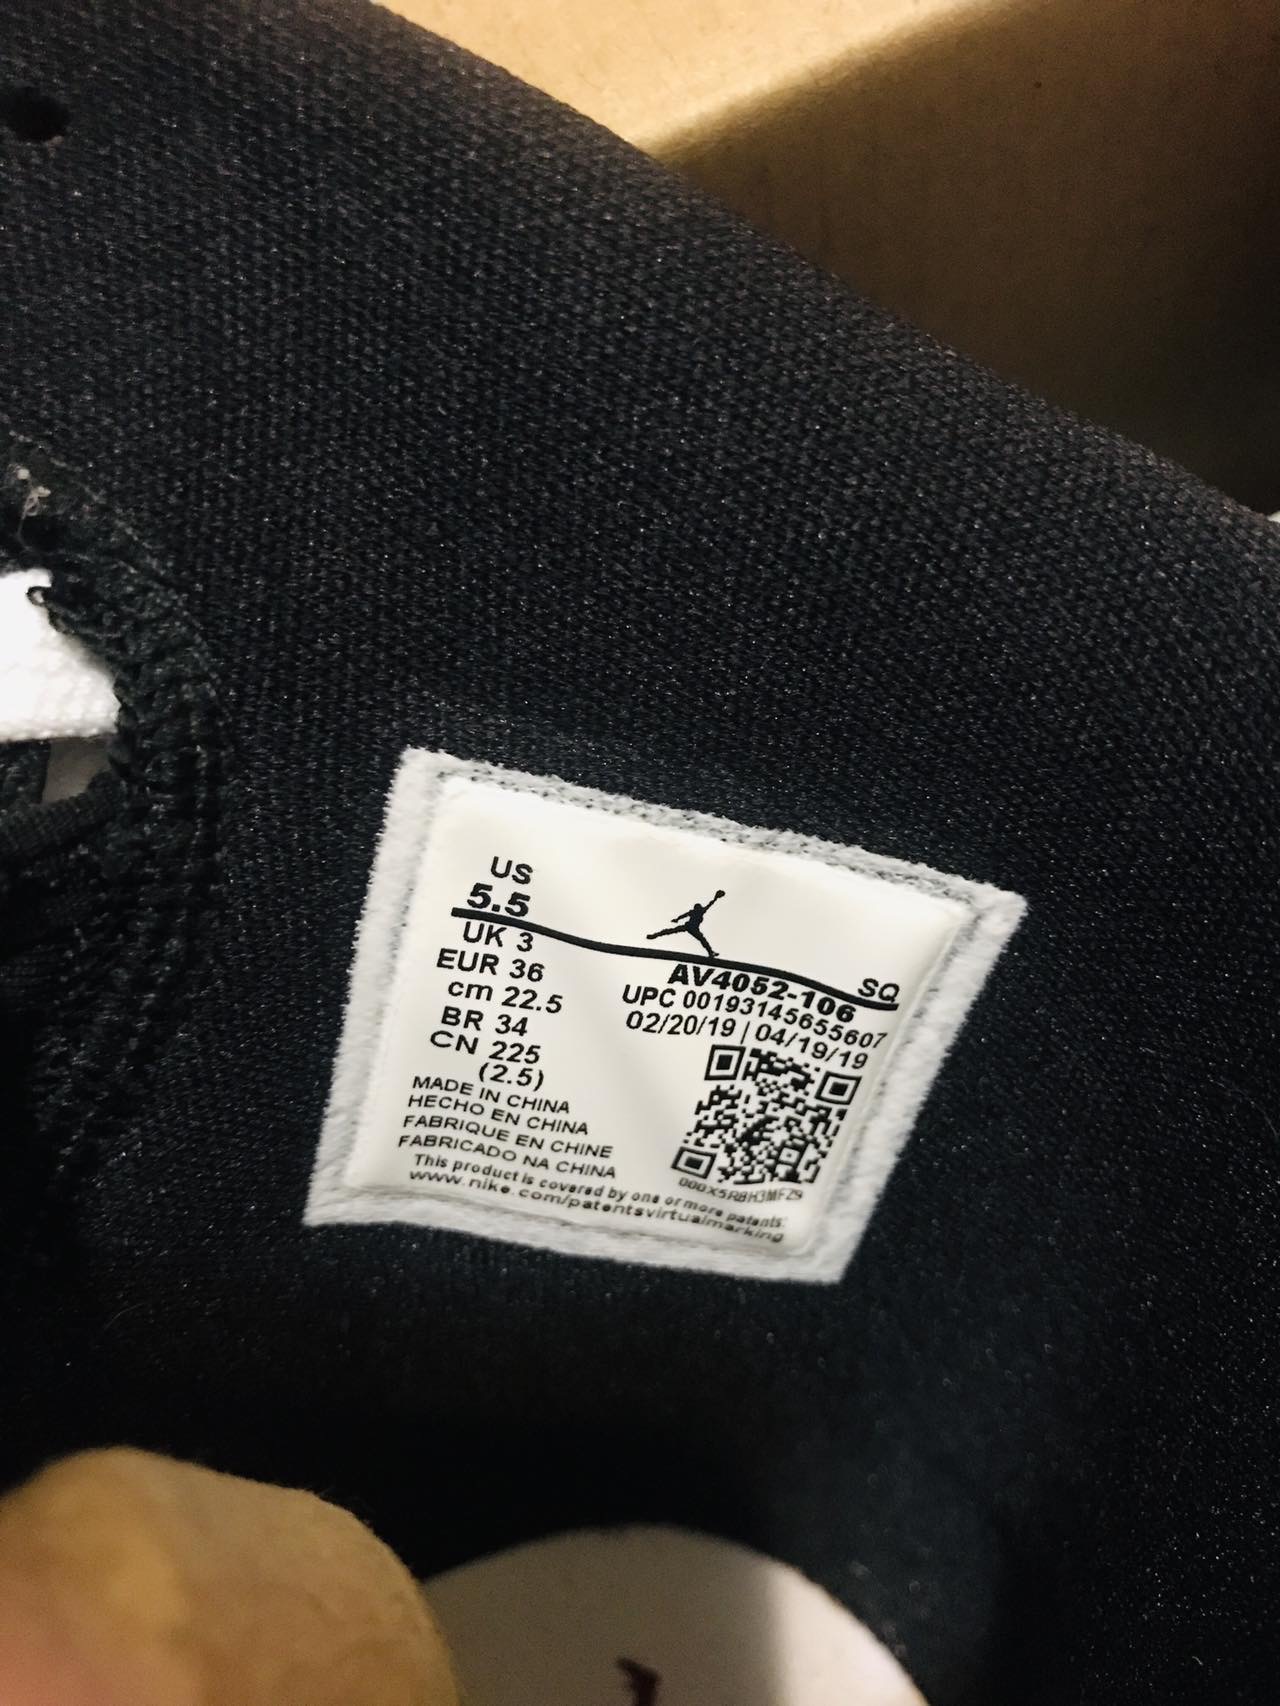 US
5.5
UK 3
EUR 36
cm 22.5
BR 34
CN 225
(2.5)
MADE IN CHINA
HECHO EN CHINA
FABRIQUE EN CHINE
FABRICADO NA CHINA
This product is covered by one or more patents:
www.nike.com/patentsvirtualmarking
SQ
AV4052-106
UPC 00193145655607
02/20/19 | 04/19/19
000X5R8H3MFZ9